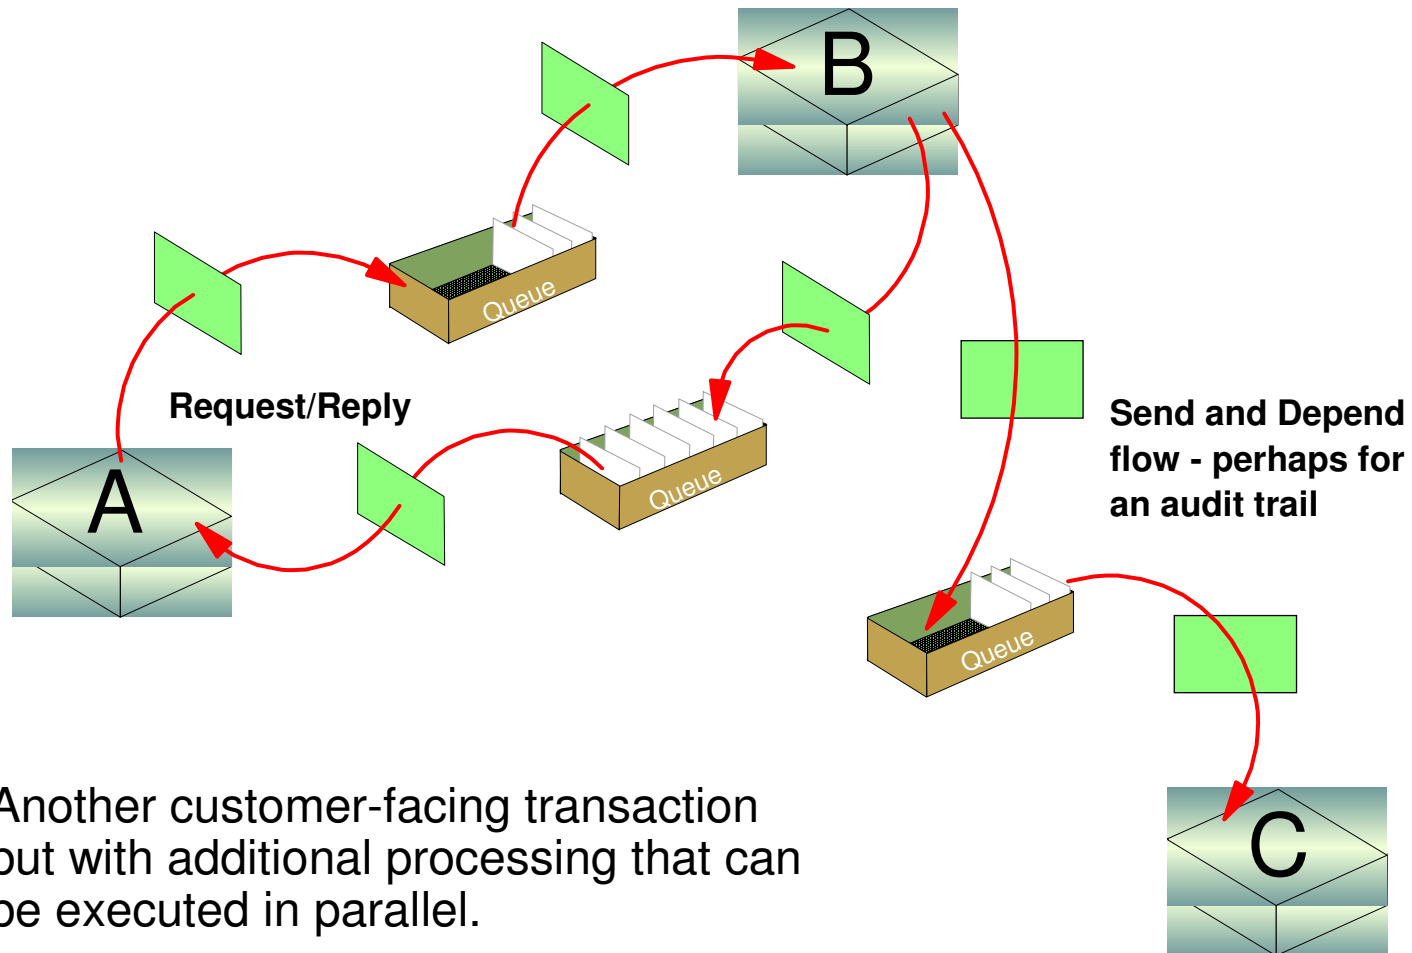 B
Queue
Request/Reply
Send and Depend
flow - perhaps for
an audit trail
A
Queue
Queue
Another customer-facing transaction
but with additional processing that can
be executed in parallel.
C